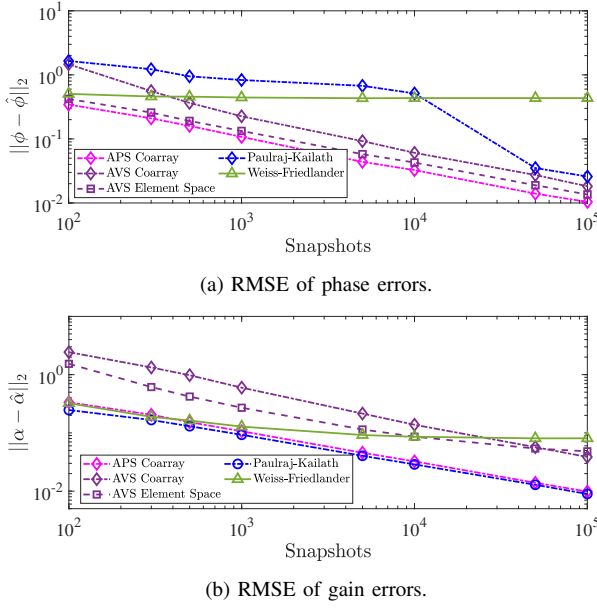 10^1
10^0
10^-1
10^-2
||ϕ − ϕ̂||_2
APS Coarray
AVS Coarray
AVS Element Space
Paulraj-Kailath
Weiss-Friedlander
10^2 10^3 10^4 10^5
Snapshots
(a) RMSE of phase errors.
10^0
10^-2
||α − α̂||_2
APS Coarray
AVS Coarray
AVS Element Space
Paulraj-Kailath
Weiss-Friedlander
10^2 10^3 10^4 10^5
Snapshots
(b) RMSE of gain errors.